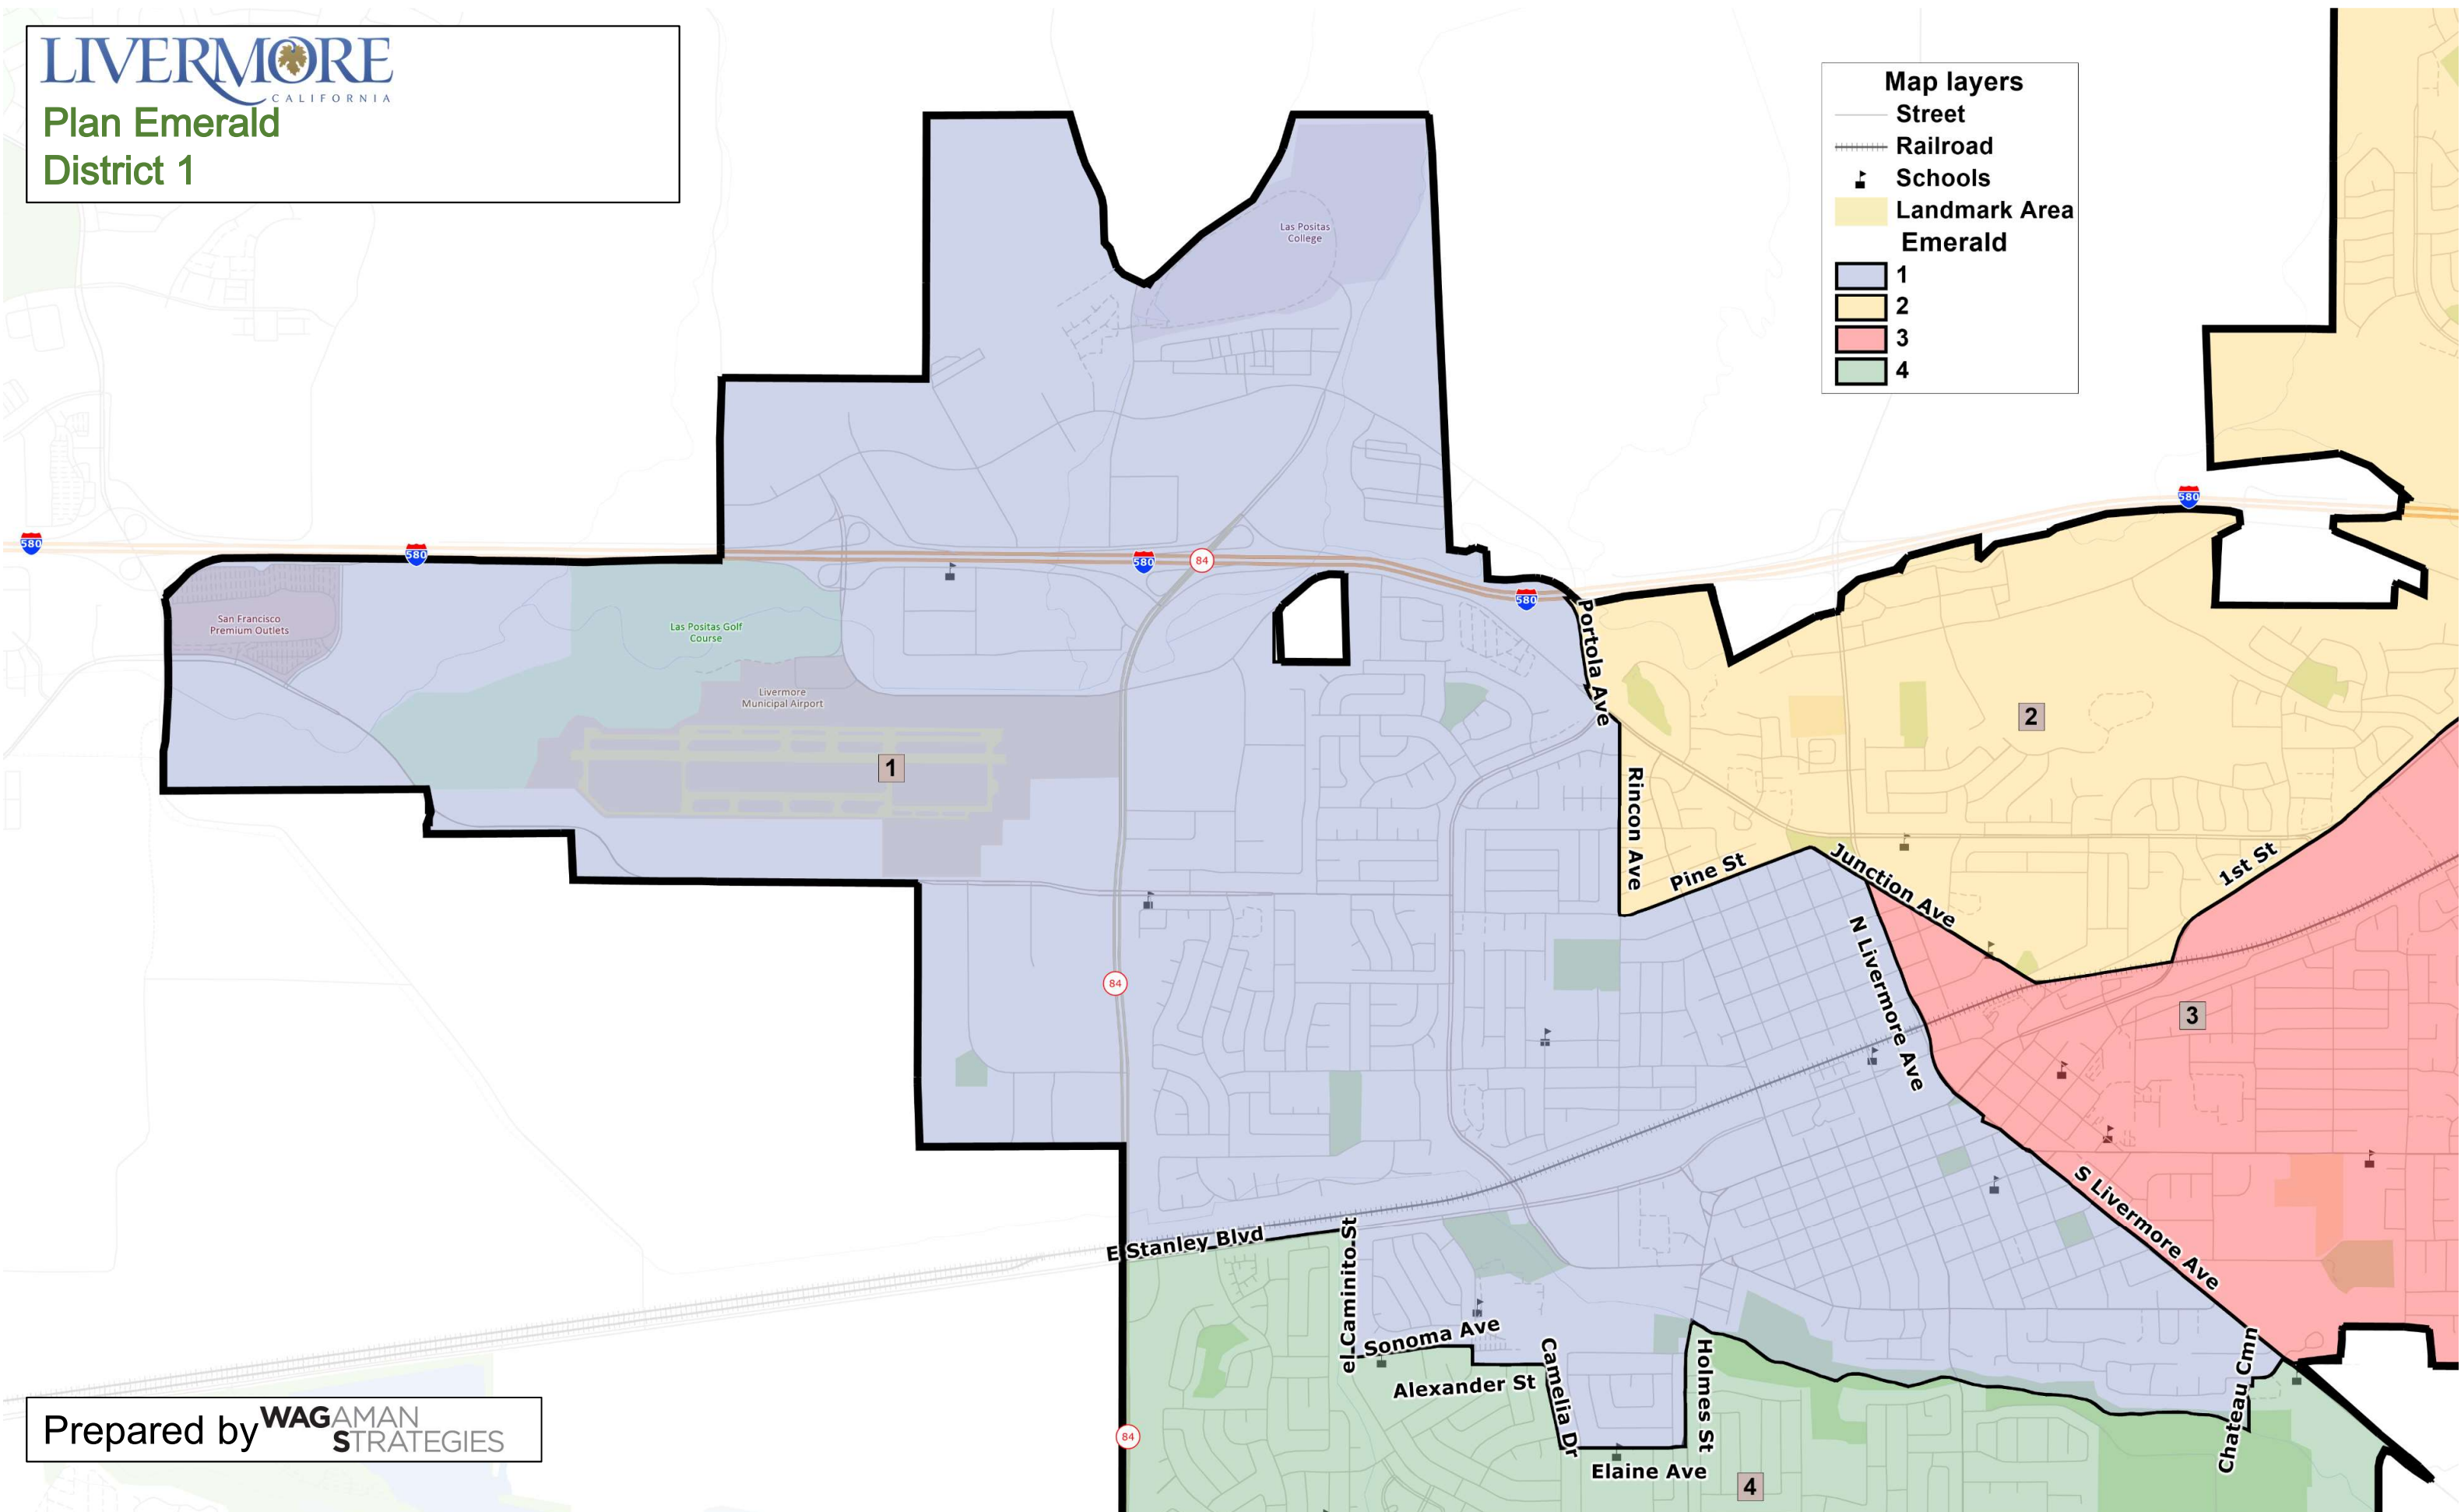 LIVERMORE
CALIFORNIA
Plan Emerald
District 1
Map layers
Street
Railroad
Schools
Landmark Area
Emerald
1
2
3
4
Las Positas
College
580
580
580
84
580
580
San Francisco
Premium Outlets
Las Positas Golf
Course
Livermore
Municipal Airport
1
2
Portola Ave
Rincon Ave
Pine St
Junction Ave
1st St
N Livermore Ave
84
3
S Livermore Ave
E Stanley Blvd
el Caminito St
Sonoma Ave
Alexander St
Camelia Dr
Holmes St
Elaine Ave
Chateau Cmn
84
4
Prepared by WAGAMAN
STRATEGIES